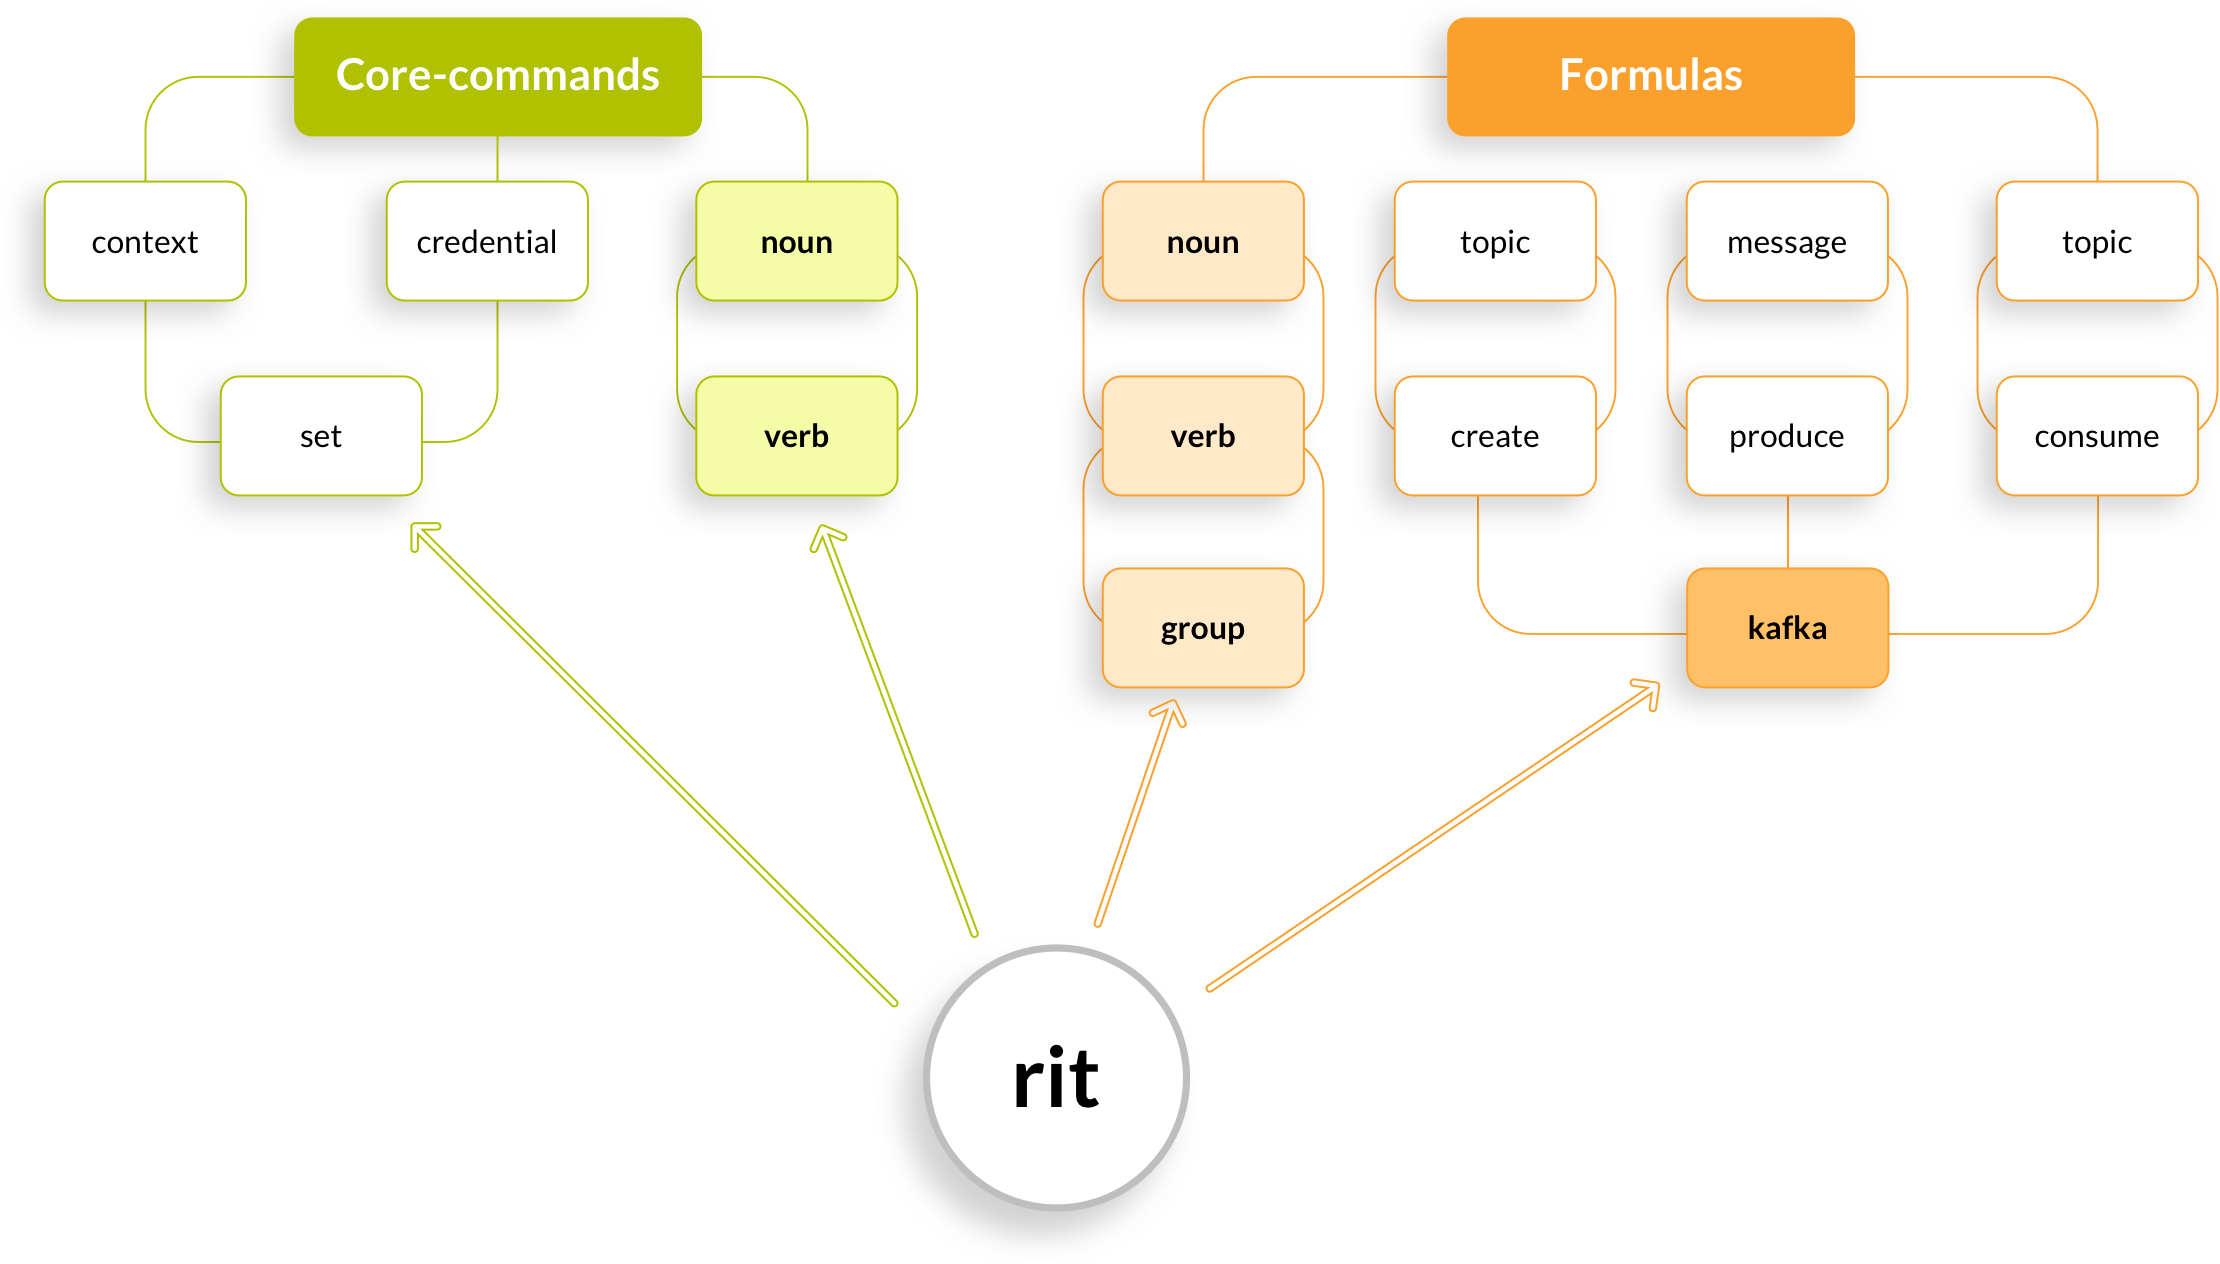 Core-commands
Formulas
context
credential
noun
noun
topic
message
topic
set
verb
verb
create
produce
consume
group
kafka
rit